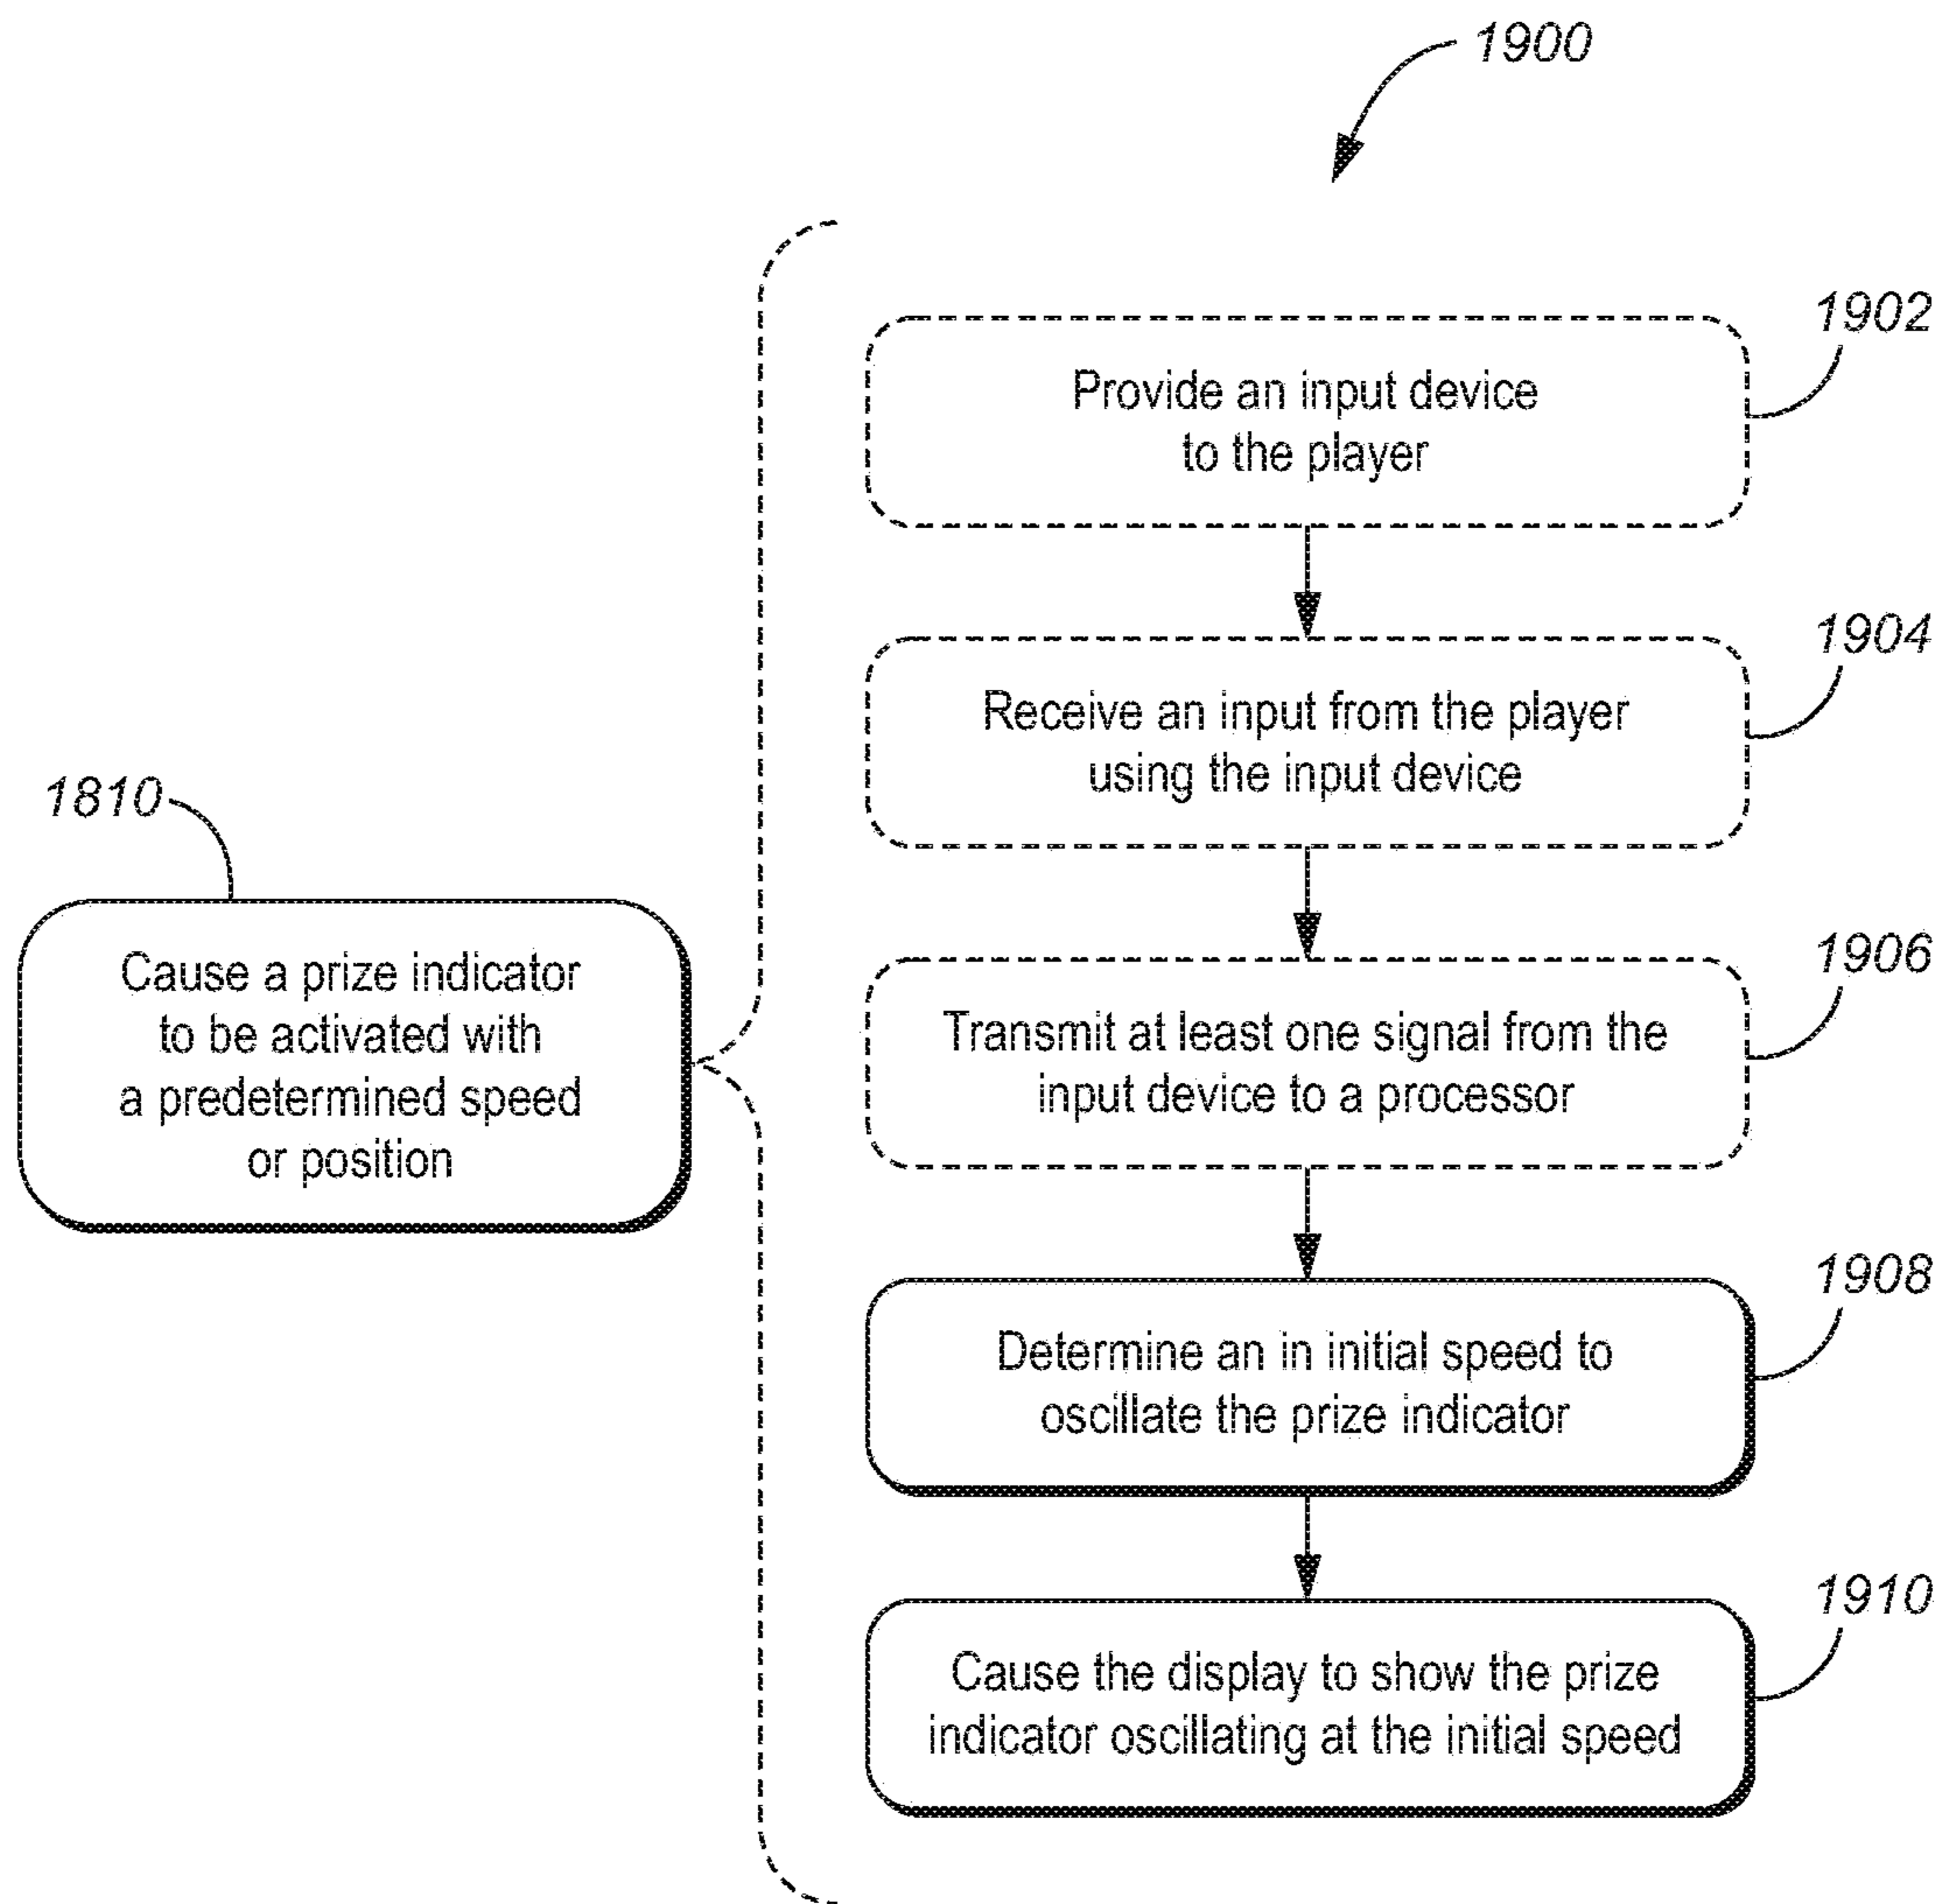 1900
1902
Provide an input device
to the player
1904
Receive an input from the player
using the input device
1810
Cause a prize indicator
to be activated with
a predetermined speed
or position
1906
Transmit at least one signal from the
input device to a processor
1908
Determine an in initial speed to
oscillate the prize indicator
1910
Cause the display to show the prize
indicator oscillating at the initial speed